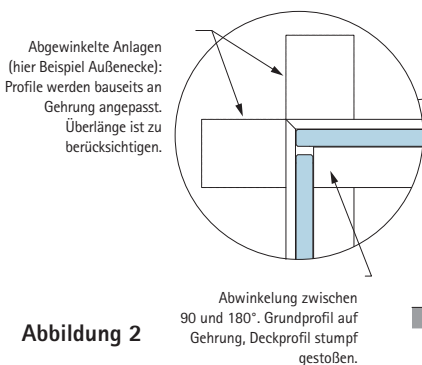 Abgewinkelte Anlagen
(hier Beispiel Außenecke):
Profile werden bauseits an
Gehrung angepasst.
Überlänge ist zu
berücksichtigen.
Abwinkelung zwischen
90 und 180°. Grundprofil auf
Gehrung, Deckprofil stumpf
gestoßen.
Abbildung 2